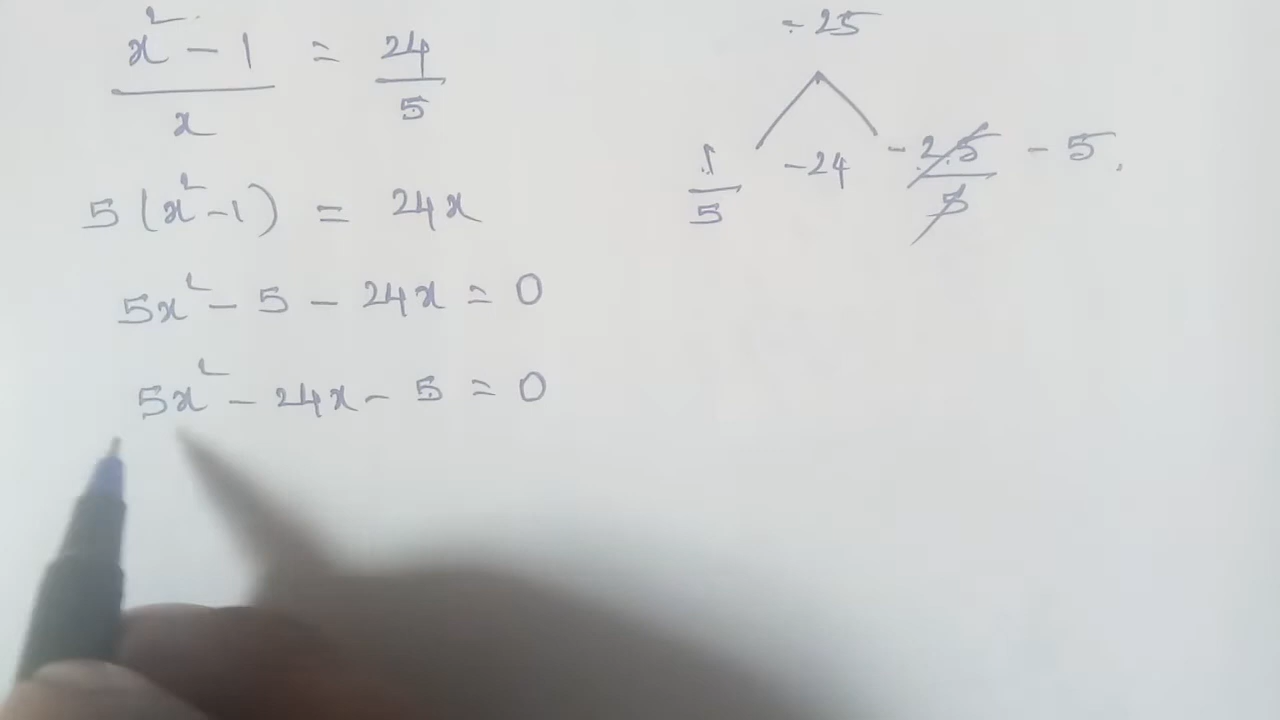 x² - 1 = 24
x 5
5(x² - 1) = 24x
5x² - 5 - 24x = 0
5x² - 24x - 5 = 0
- 25
1 - 24 - 25 - 5
5 5